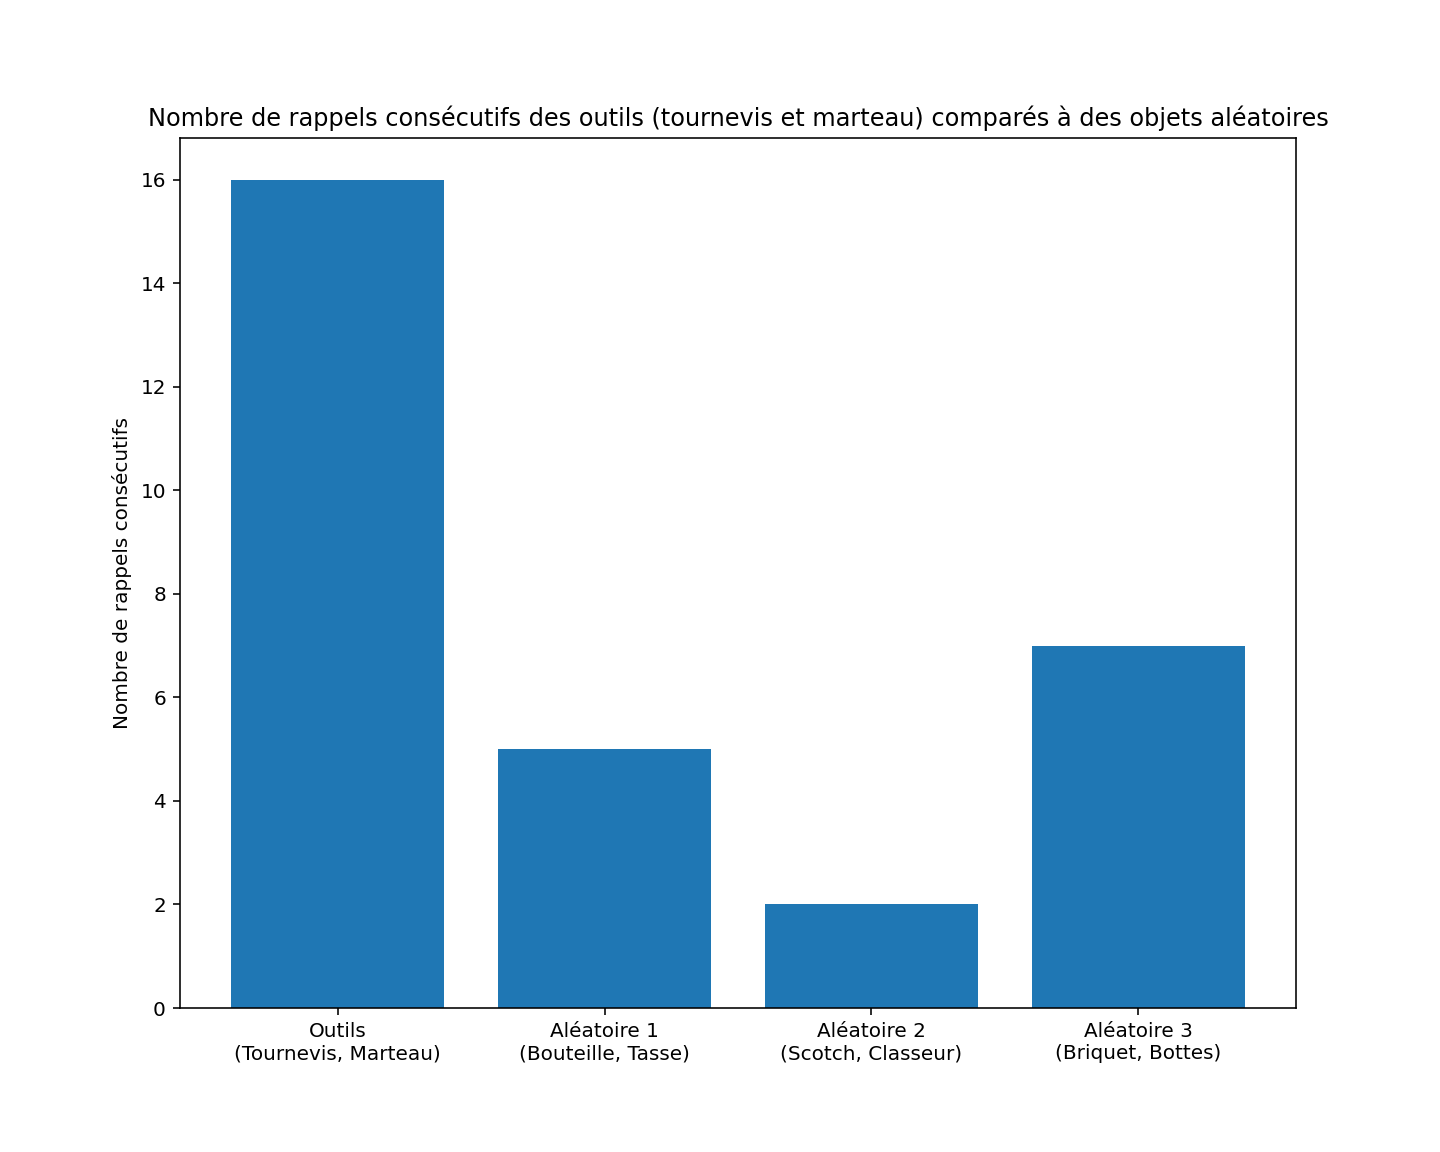 Nombre de rappels consécutifs des outils (tournevis et marteau) comparés à des objets aléatoires
16
14
12
10
8
6
4
2
0
Nombre de rappels consécutifs
Outils
(Tournevis, Marteau)
Aléatoire 1
(Bouteille, Tasse)
Aléatoire 2
(Scotch, Classeur)
Aléatoire 3
(Briquet, Bottes)